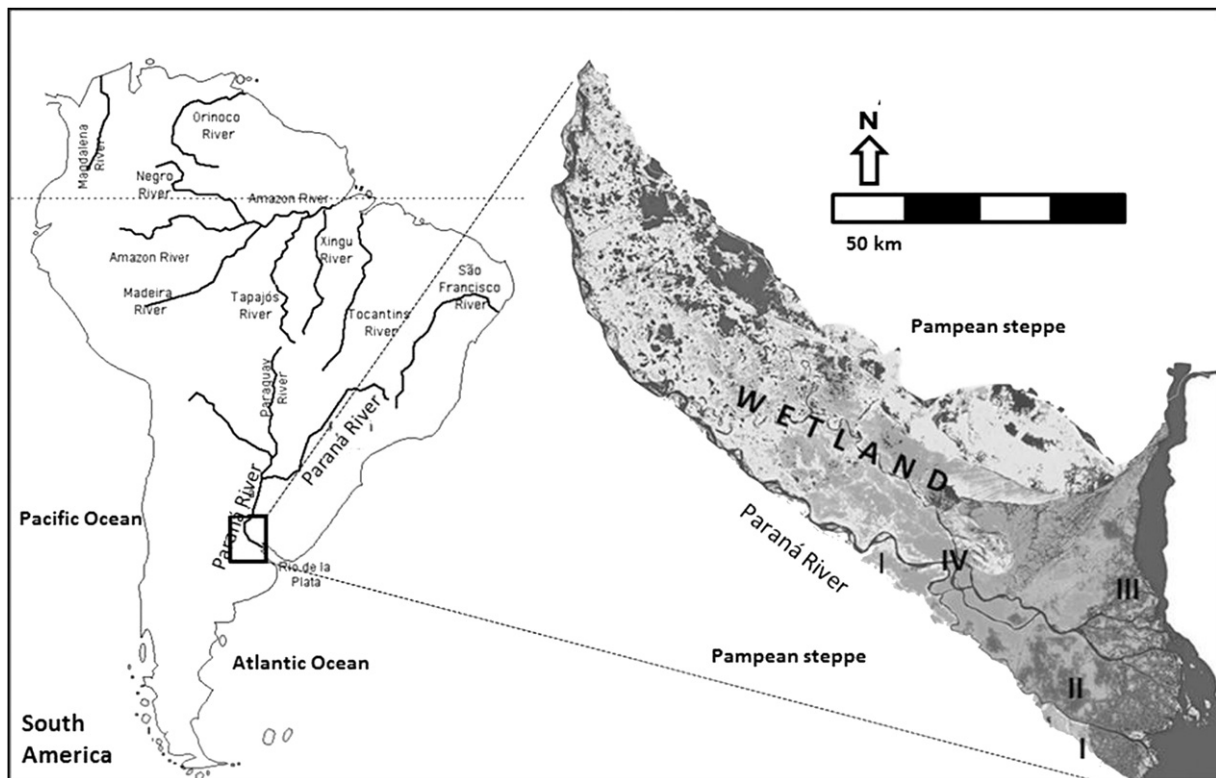 Magdalena
River
Orinoco
River
Negro
River
Amazon River
Amazon River
Madeira
River
Tapajós
River
Xingu
River
Tocantins
River
São
Francisco
River
Paraguay
River
Paraná River
Paraná River
Pacific Ocean
Rio de la
Plata
Atlantic Ocean
South
America
N
50 km
Pampean steppe
WETLAND
Paraná River
I
IV
III
Pampean steppe
II
I